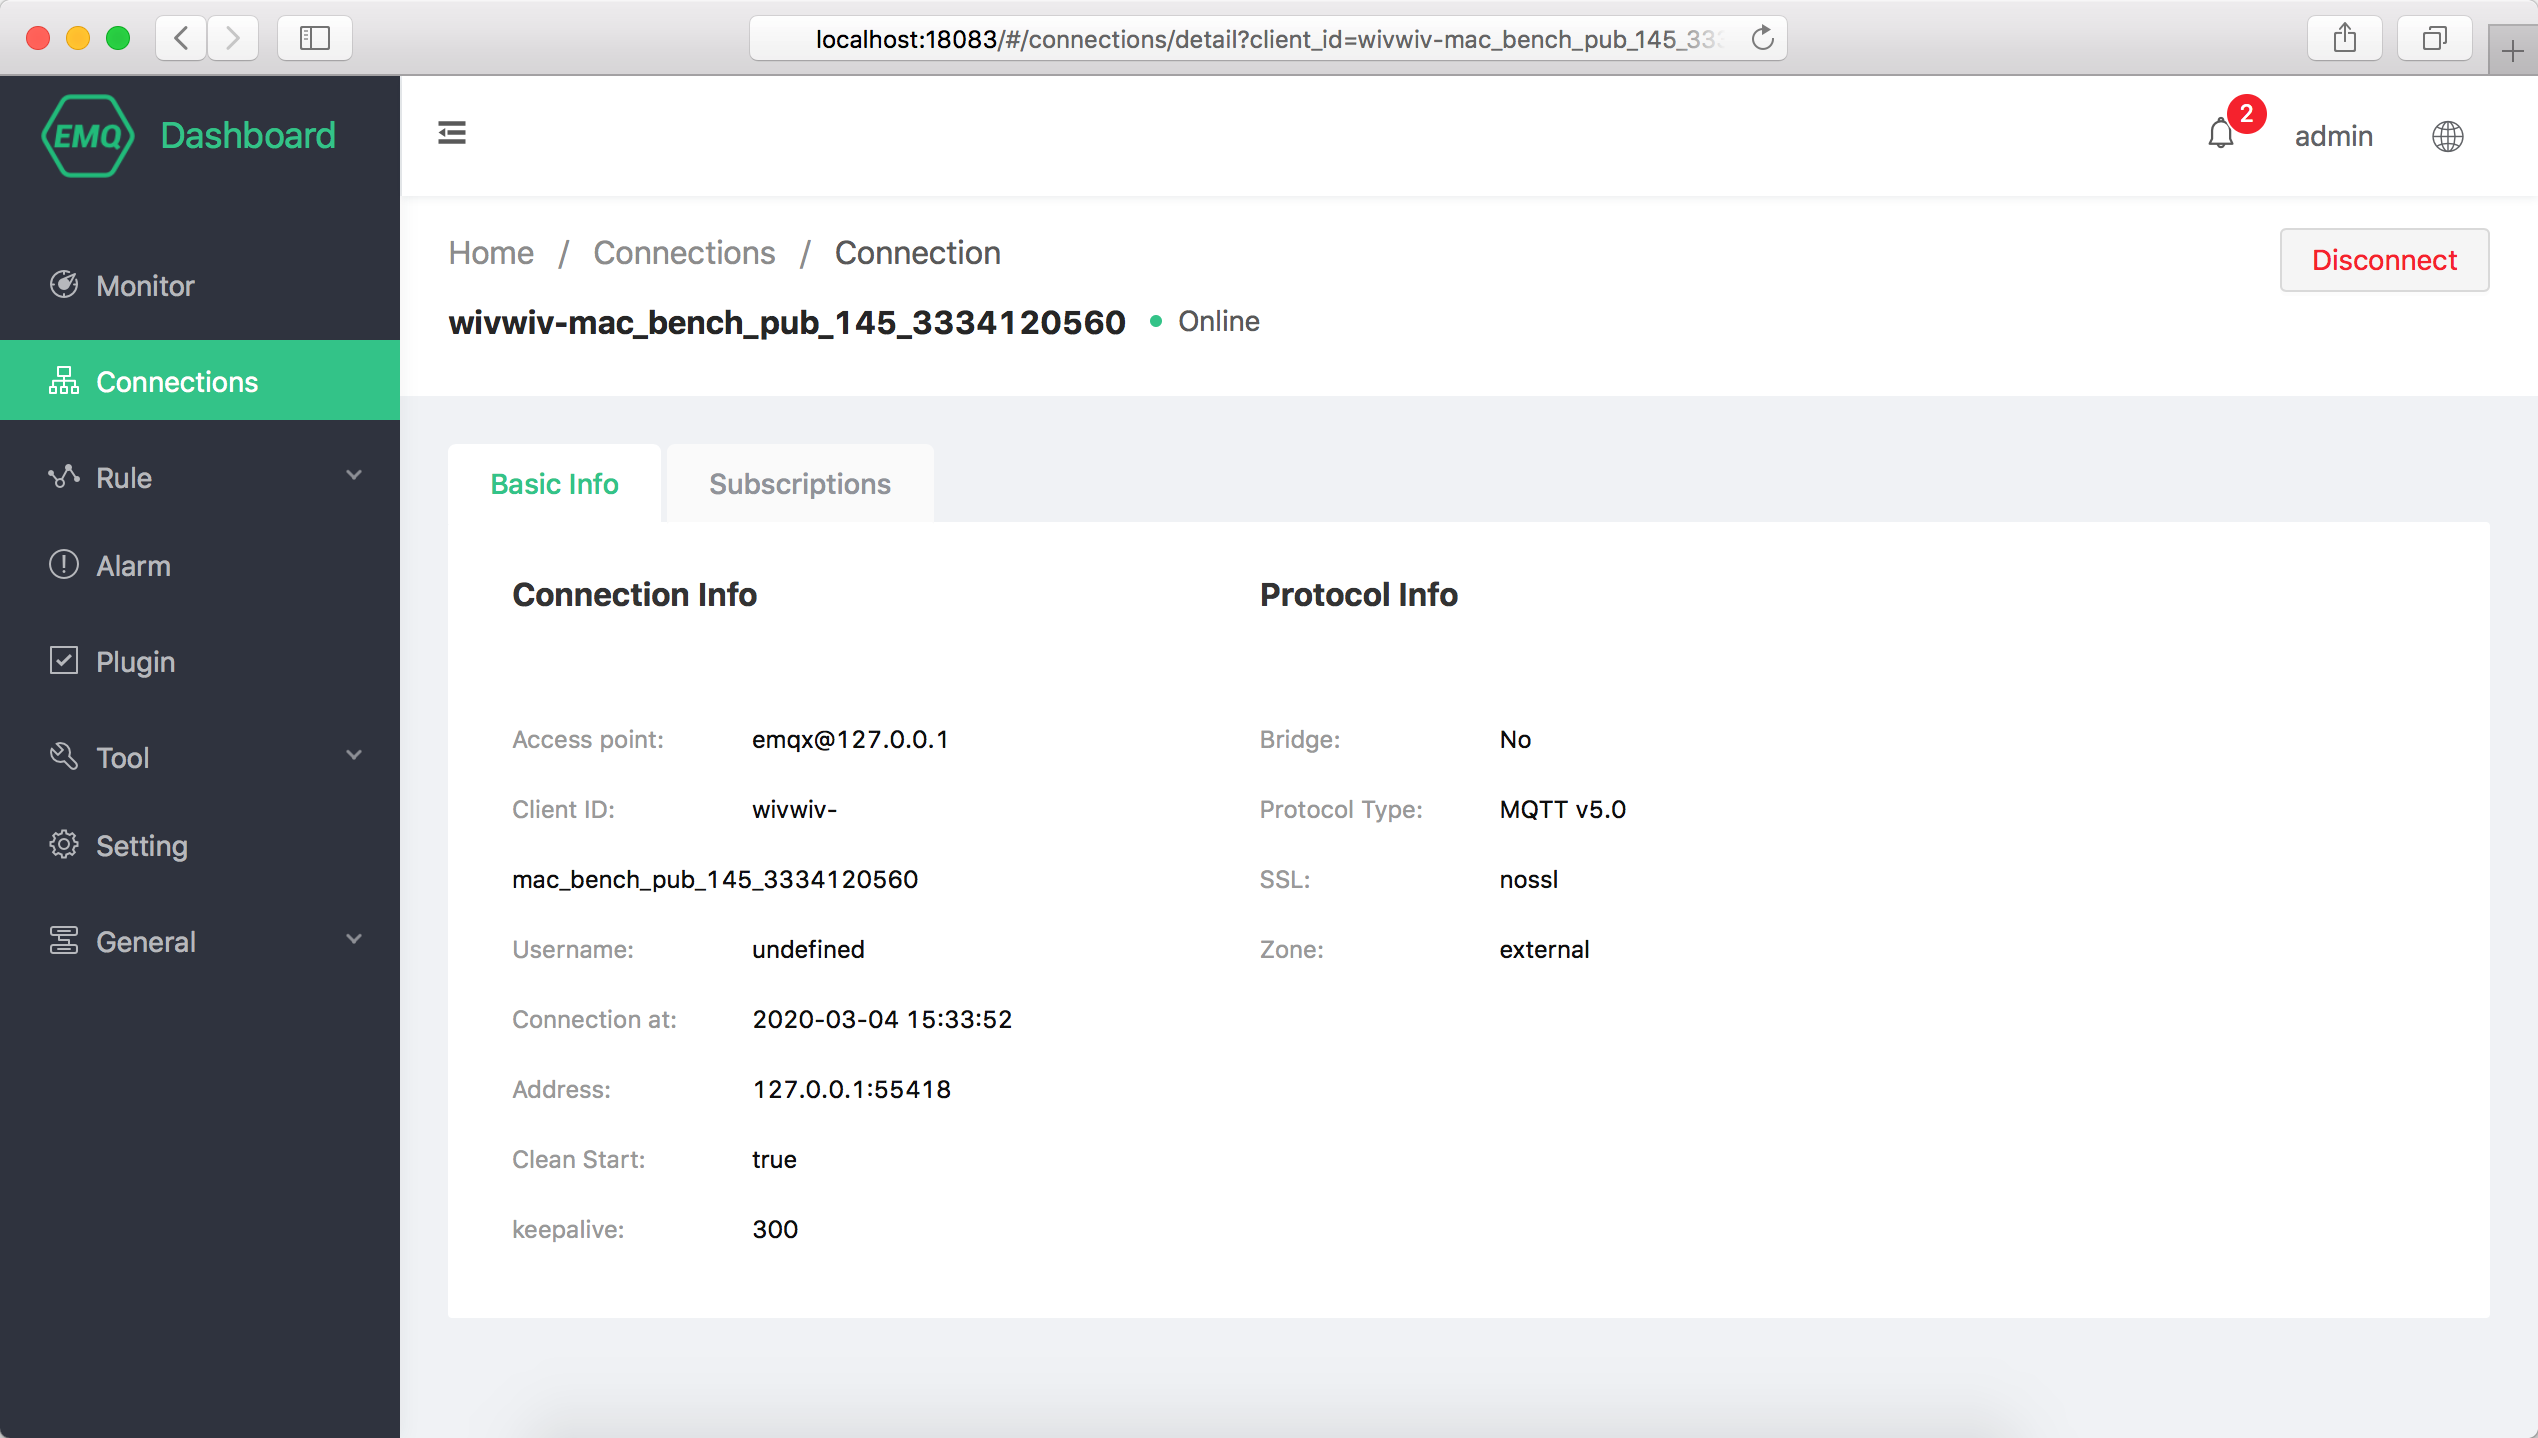 localhost:18083/#/connections/detail?client_id=wivwiv-mac_bench_pub_145_333
EMQ Dashboard
2
admin
Monitor
Connections
Rule
Alarm
Plugin
Tool
Setting
General
Home / Connections / Connection
Disconnect
wivwiv-mac_bench_pub_145_3334120560 Online
Basic Info Subscriptions
Connection Info
Access point: emqx@127.0.0.1
Client ID: wivwiv-
mac_bench_pub_145_3334120560
Username: undefined
Connection at: 2020-03-04 15:33:52
Address: 127.0.0.1:55418
Clean Start: true
keepalive: 300
Protocol Info
Bridge: No
Protocol Type: MQTT v5.0
SSL: nossl
Zone: external